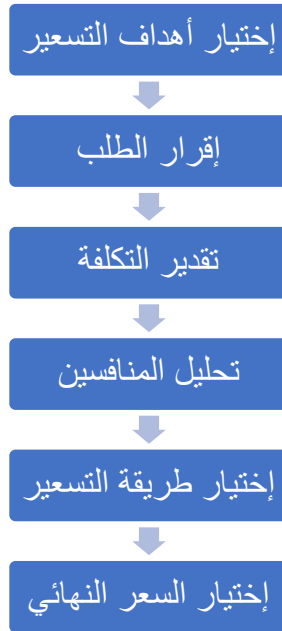 إختيار أهداف التسعير
إقرار الطلب
تقدير التكلفة
تحليل المنافسين
إختيار طريقة التسعير
إختيار السعر النهائي